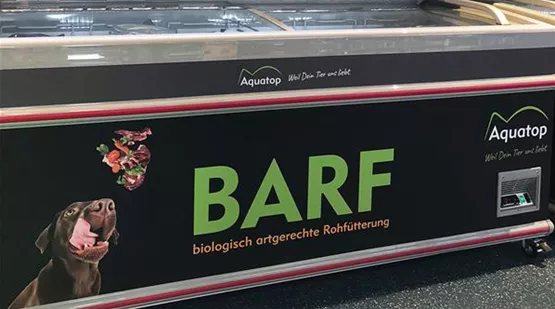 Aquatop Weil Dein Tier uns liebt
Aquatop
Weil Dein Tier uns liebt
BARF
biologisch artgerechte Rohfütterung